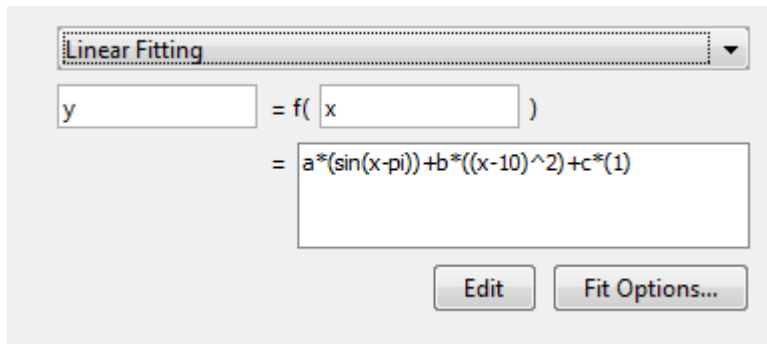 Linear Fitting
y = f( x )
= a*(sin(x-pi))+b*((x-10)^2)+c*(1)
Edit Fit Options...